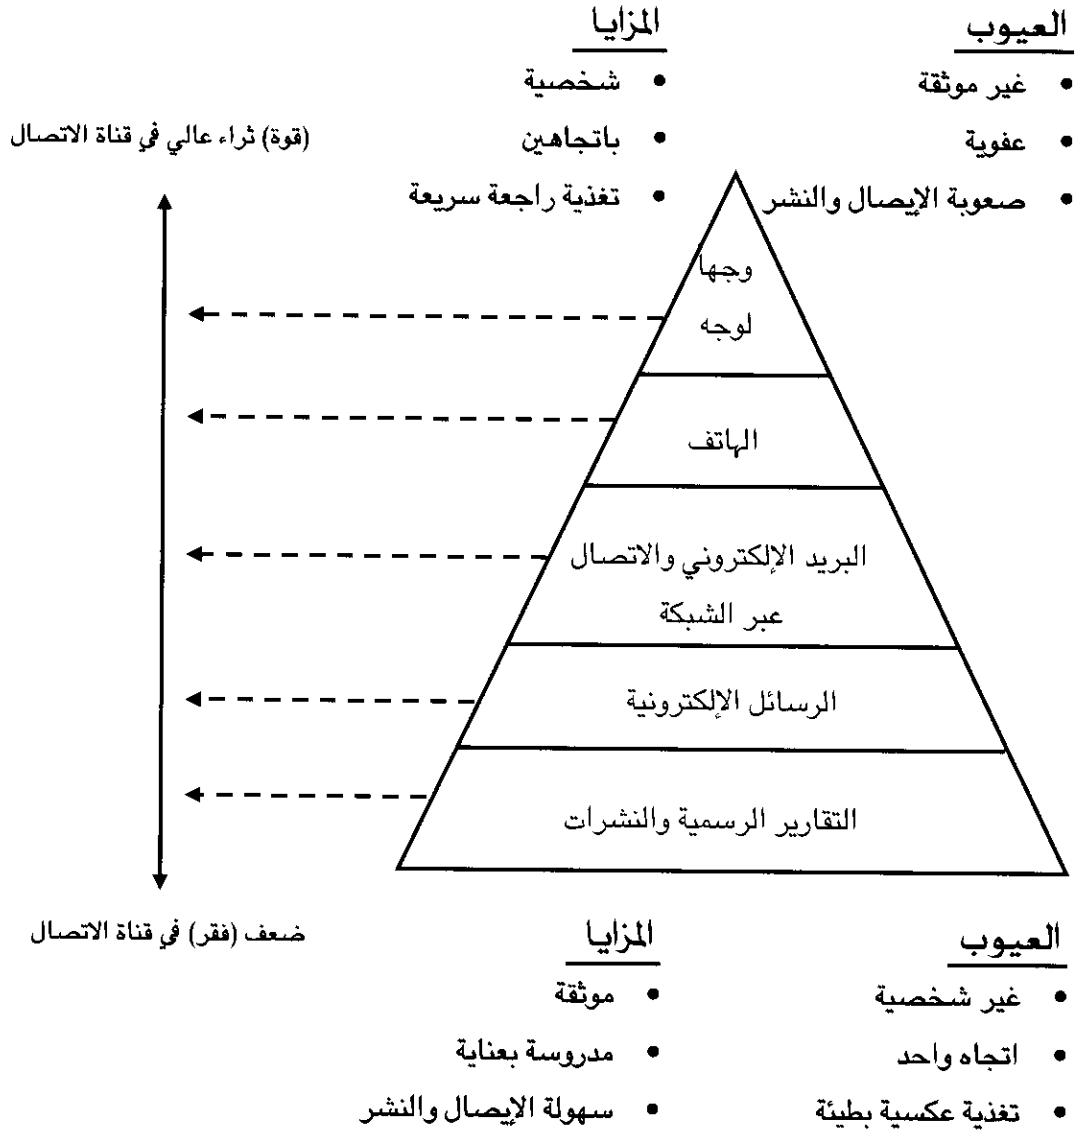 العيوب
المزايا
• غير موثقة
• شخصية
• عفوية
• باتجاهين
(قوة) ثراء عالي في قناة الاتصال
• صعوبة الإيصال والنشر
• تغذية راجعة سريعة
وجها
لوجه
الهاتف
البريد الإلكتروني والاتصال
عبر الشبكة
الرسائل الإلكترونية
التقارير الرسمية والنشرات
ضعف (فقر) في قناة الاتصال
العيوب
المزايا
• غير شخصية
• موثقة
• اتجاه واحد
• مدروسة بعناية
• تغذية عكسية بطيئة
• سهولة الإيصال والنشر